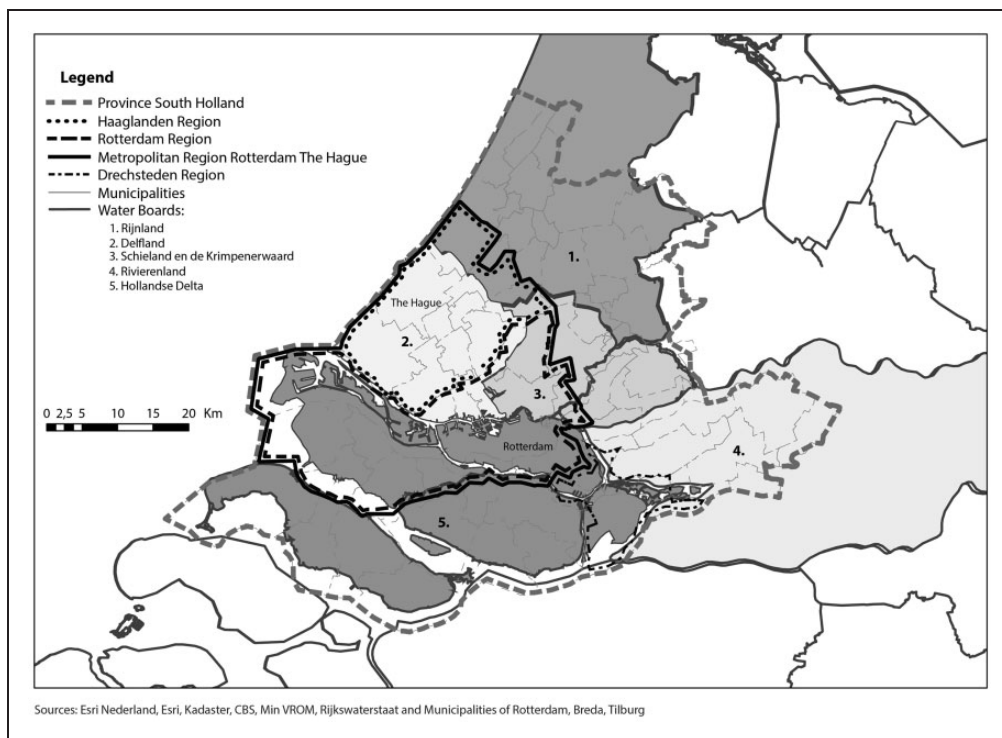 Legend
Province South Holland
Haaglanden Region
Rotterdam Region
Metropolitan Region Rotterdam The Hague
Drechsteden Region
Municipalities
Water Boards:
1. Rijnland
2. Delfland
3. Schieland en de Krimpenerwaard
4. Rivierenland
5. Hollandse Delta
1.
The Hague
2.
3.
0 2,5 5 10 15 20 Km
Rotterdam
4.
5.
Sources: Esri Nederland, Esri, Kadaster, CBS, Min VROM, Rijkswaterstaat and Municipalities of Rotterdam, Breda, Tilburg